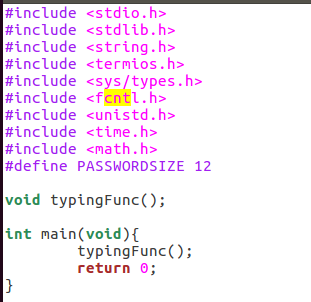 #include <stdio.h>
#include <stdlib.h>
#include <string.h>
#include <termios.h>
#include <sys/types.h>
#include <fcntl.h>
#include <unistd.h>
#include <time.h>
#include <math.h>
#define PASSWORDSIZE 12

void typingFunc();

int main(void){
        typingFunc();
        return 0;
}